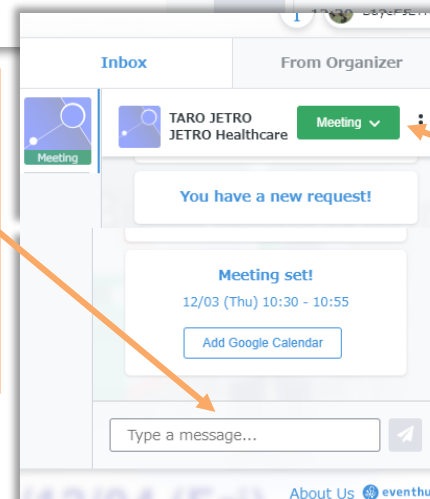 Inbox
From Organizer
TARO JETRO
JETRO Healthcare
Meeting
Meeting
You have a new request!
Meeting set!
12/03 (Thu) 10:30 - 10:55
Add Google Calendar
Type a message...
About Us eventhu